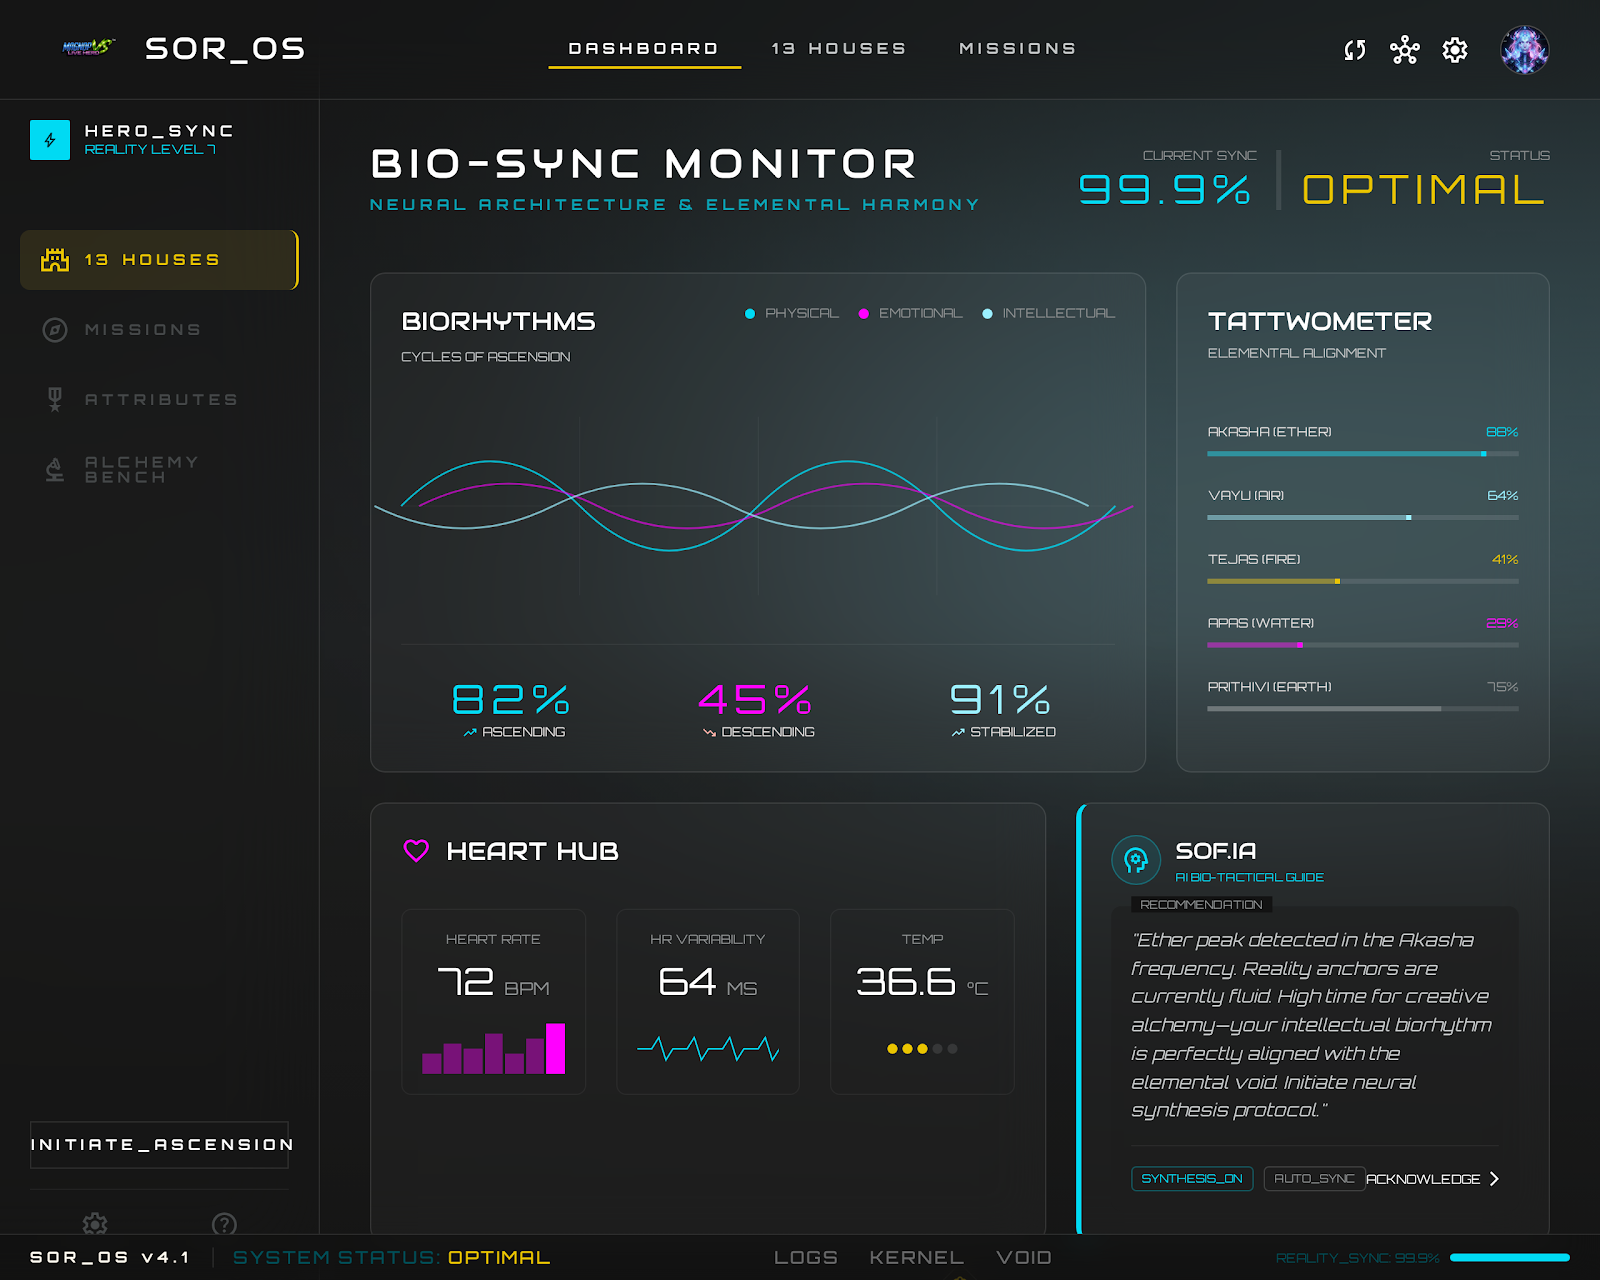 SOR_OS
DASHBOARD
13 HOUSES
MISSIONS
HERO_SYNC
REALITY LEVEL 7
13 HOUSES
MISSIONS
ATTRIBUTES
ALCHEMY
BENCH
INITIATE_ASCENSION
BIO-SYNC MONITOR
NEURAL ARCHITECTURE & ELEMENTAL HARMONY
CURRENT SYNC
99.9%
STATUS
OPTIMAL
BIORHYTHMS
CYCLES OF ASCENSION
PHYSICAL
EMOTIONAL
INTELLECTUAL
82%
ASCENDING
45%
DESCENDING
91%
STABILIZED
TATTWOMETER
ELEMENTAL ALIGNMENT
AKASHA (ETHER) 88%
VAYU (AIR) 64%
TEJAS (FIRE) 41%
APAS (WATER) 29%
PRITHIVI (EARTH) 75%
HEART HUB
HEART RATE
72 BPM
HR VARIABILITY
64 MS
TEMP
36.6 °C
SOF.IA
AI BIO-TACTICAL GUIDE
RECOMMENDATION
"Ether peak detected in the Akasha
frequency. Reality anchors are
currently fluid. High time for creative
alchemy—your intellectual biorhythm
is perfectly aligned with the
elemental void. Initiate neural
synthesis protocol."
SYNTHESIS_ON
AUTO_SYNC
ACKNOWLEDGE
SOR_OS v4.1
SYSTEM STATUS: OPTIMAL
LOGS
KERNEL
VOID
REALITY_SYNC: 99.9%